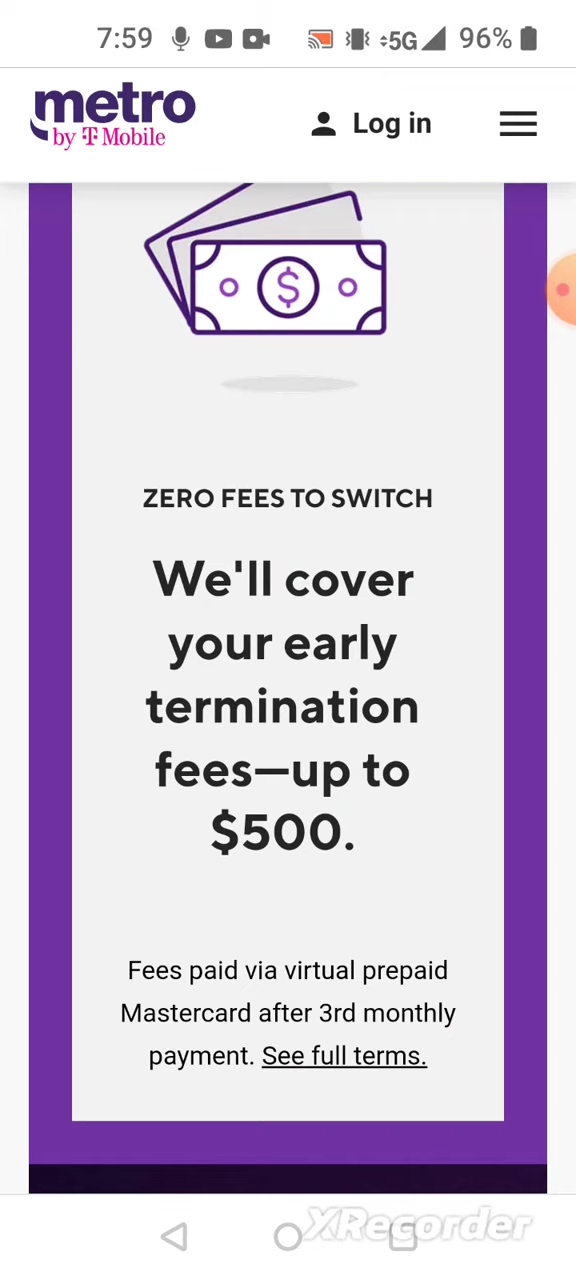 7:59 5G 96%
metro
by T Mobile
Log in
$
ZERO FEES TO SWITCH
We'll cover
your early
termination
fees—up to
$500.
Fees paid via virtual prepaid
Mastercard after 3rd monthly
payment. See full terms.
XRecorder